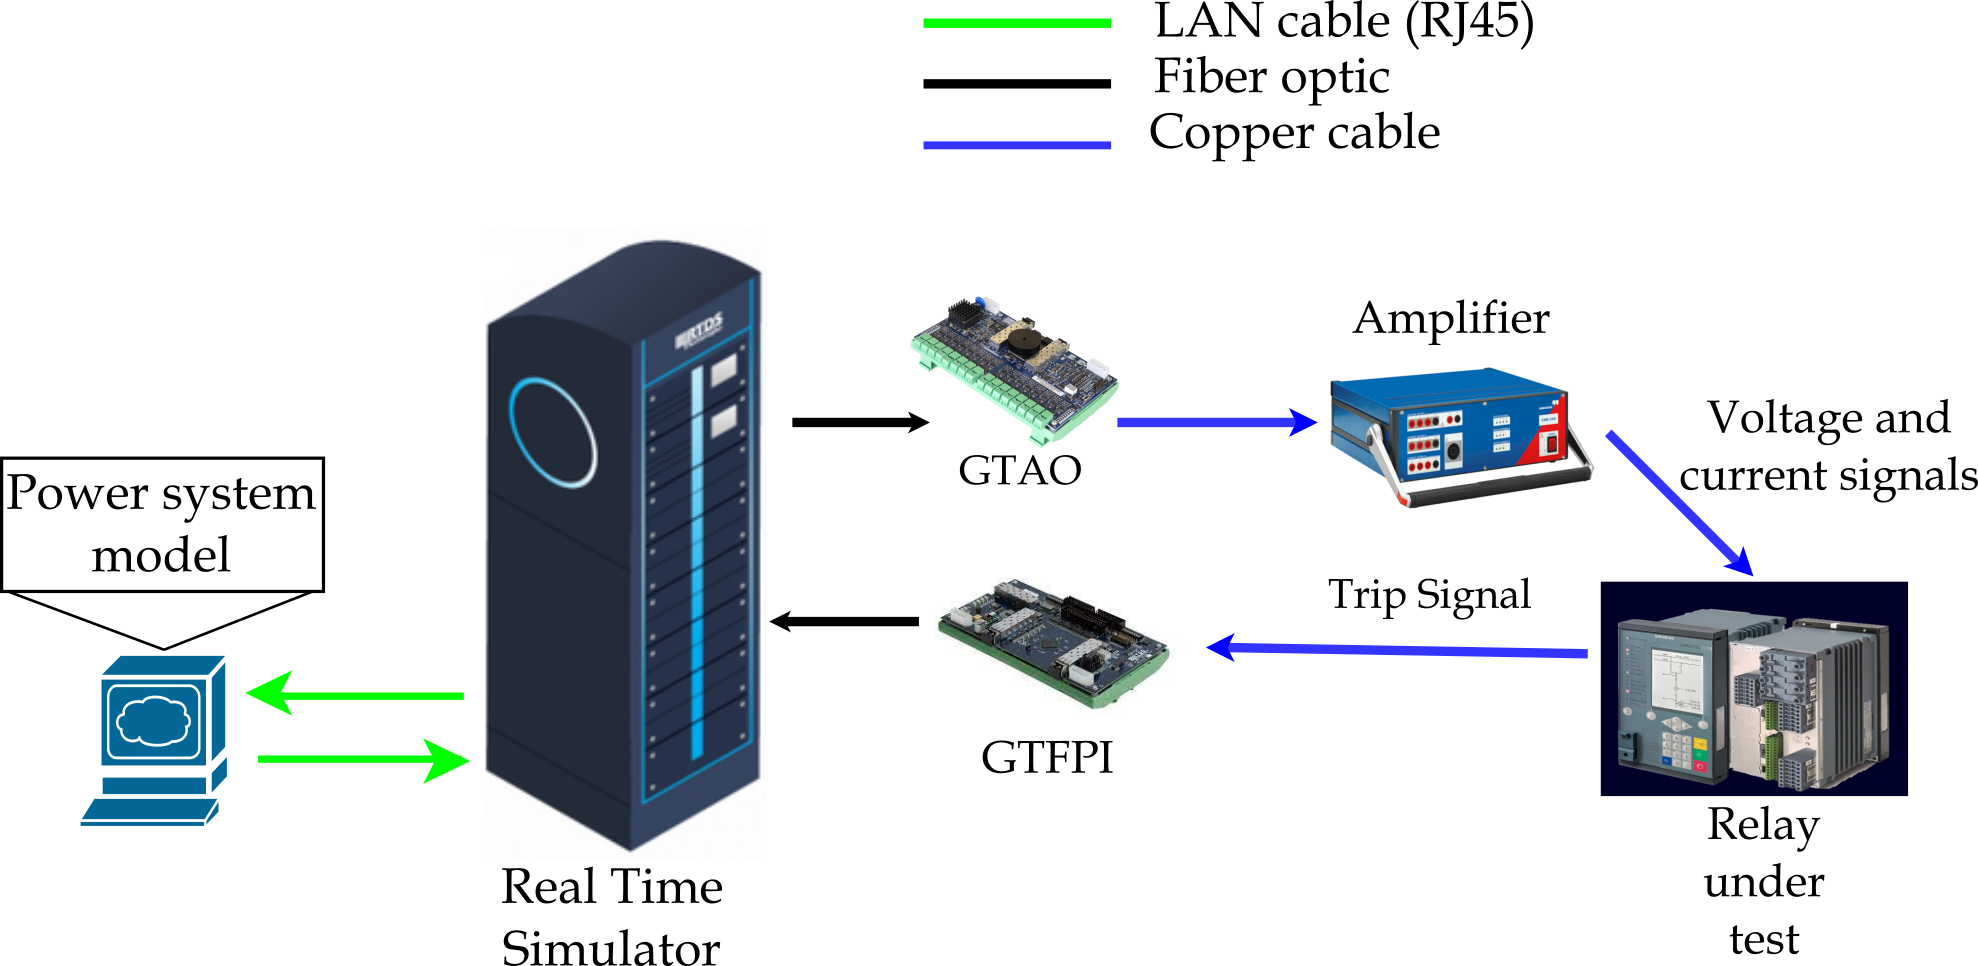 LAN cable (RJ45)
Fiber optic
Copper cable
RTDS
Amplifier
Voltage and
current signals
GTAO
Power system
model
Trip Signal
GTFPI
Relay
under
test
Real Time
Simulator